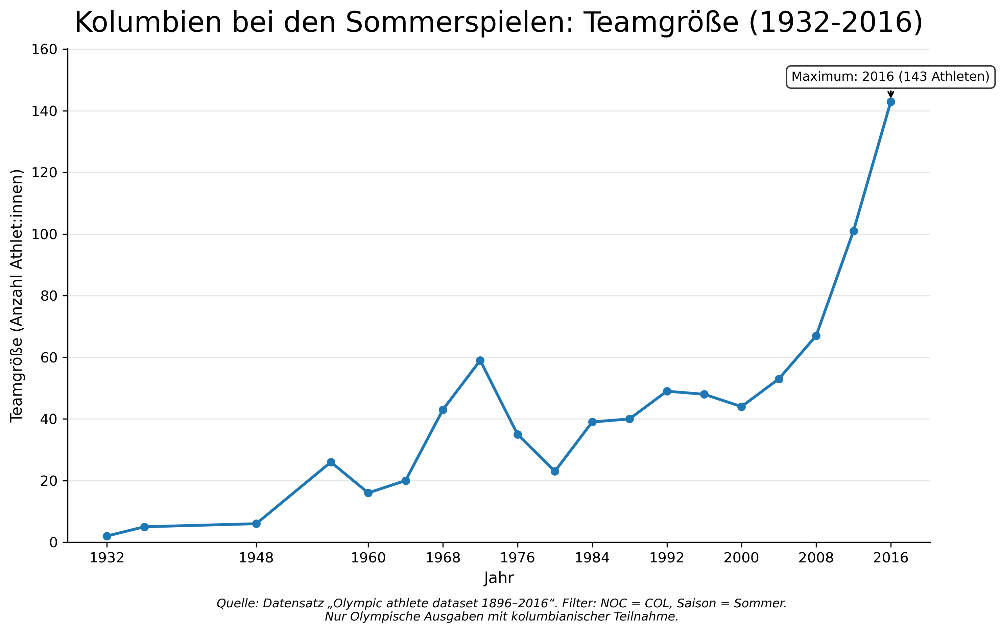 Kolumbien bei den Sommerspielen: Teamgröße (1932-2016)
160
140
120
100
80
60
40
20
0
Teamgröße (Anzahl Athlet:innen)
Maximum: 2016 (143 Athleten)
1932 1948 1960 1968 1976 1984 1992 2000 2008 2016
Jahr
Quelle: Datensatz „Olympic athlete dataset 1896–2016“. Filter: NOC = COL, Saison = Sommer.
Nur Olympische Ausgaben mit kolumbianischer Teilnahme.